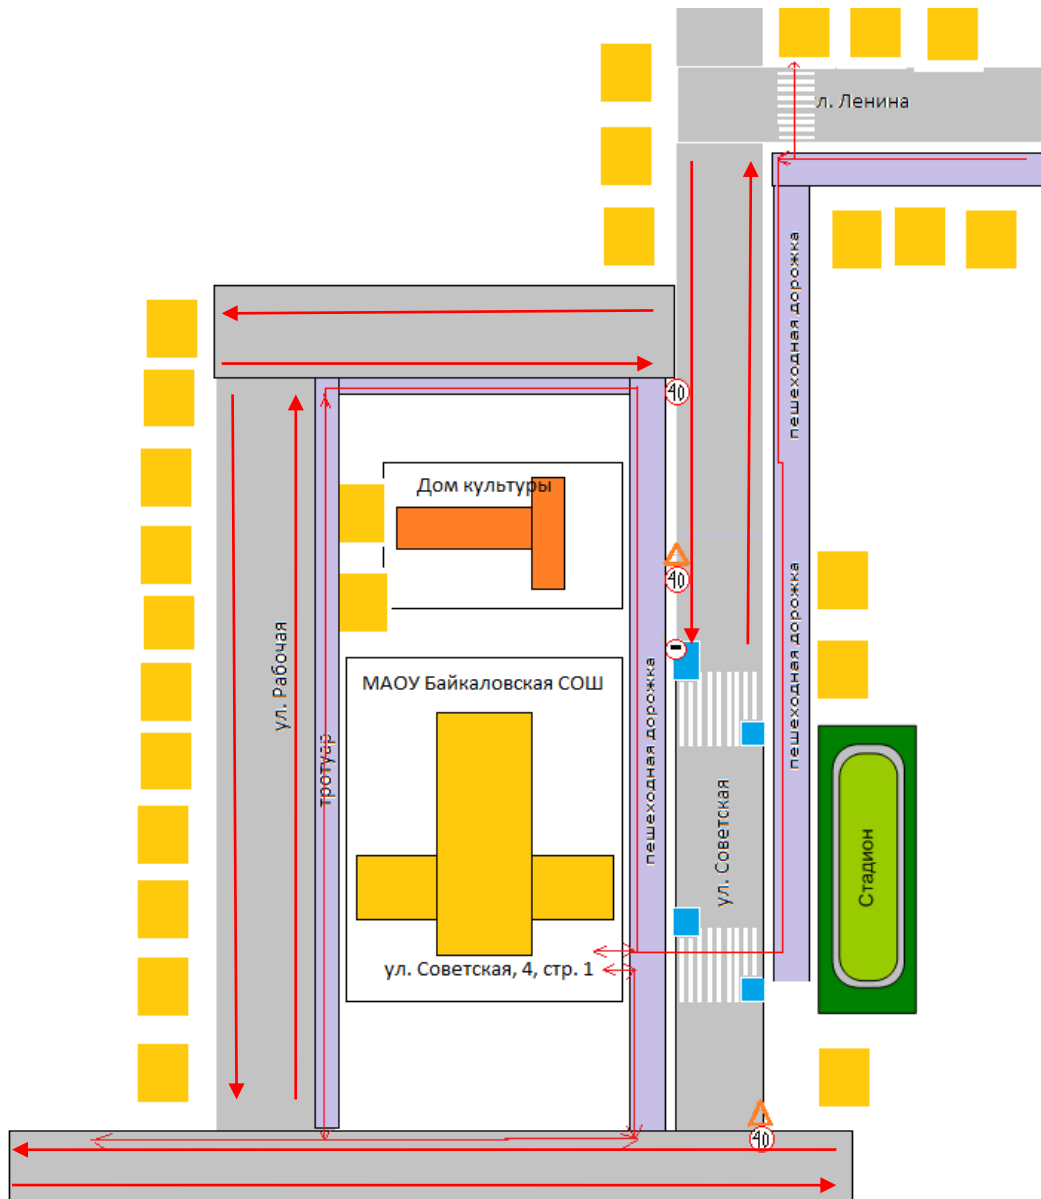 ул. Ленина
пешеходная дорожка
40
Дом культуры
40
пешеходная дорожка
ул. Рабочая
МАОУ Байкаловская СОШ
тротуар
пешеходная дорожка
ул. Советская
Стадион
ул. Советская, 4, стр. 1
40